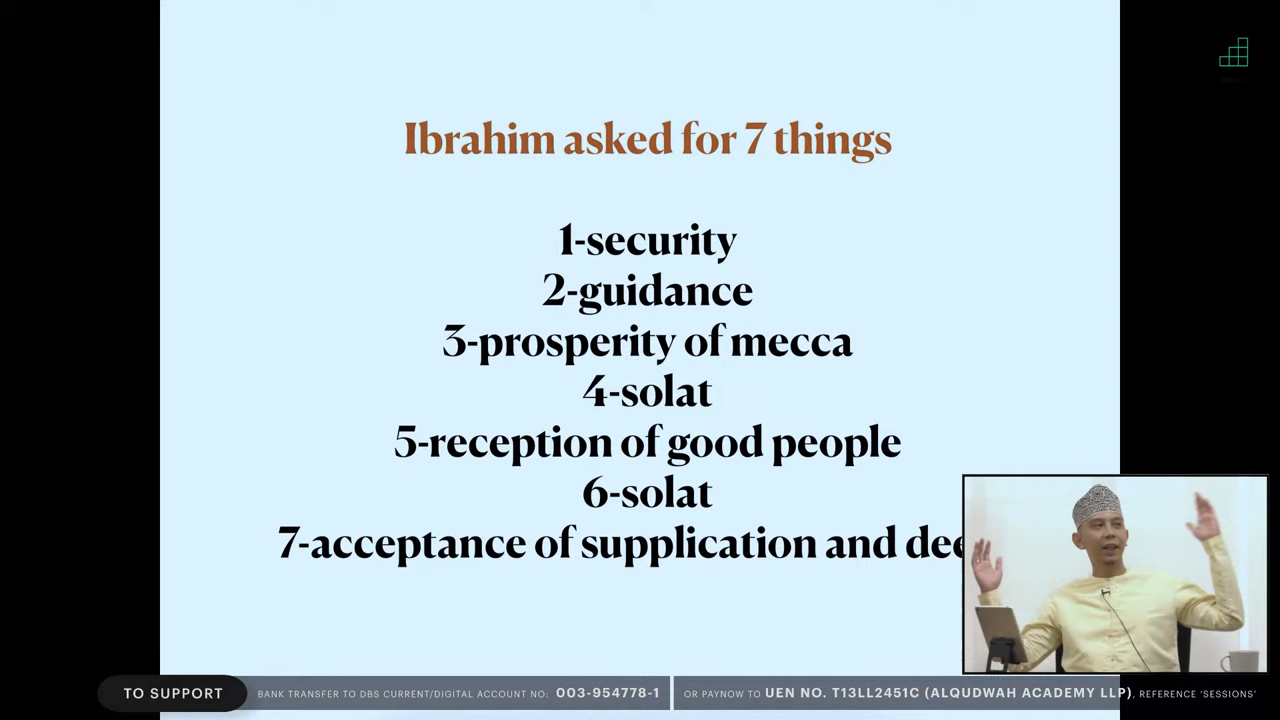 Ibrahim asked for 7 things
1-security
2-guidance
3-prosperity of mecca
4-solat
5-reception of good people
6-solat
7-acceptance of supplication and
TO SUPPORT
BANK TRANSFER TO DBS CURRENT/DIGITAL ACCOUNT NO: 003-954778-1
OR PAYNOW TO UEN NO. T13LL2451C (ALQUDWAH ACADEMY LLP), REFERENCE 'SESSIONS'